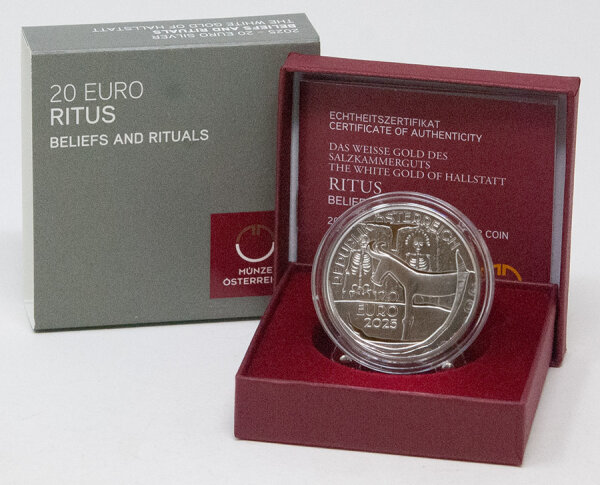 2025 20 EURO SILVER
BELIEFS AND RITUALS
THE WHITE GOLD OF HALLSTATT
20 EURO
RITUS
BELIEFS AND RITUALS
MÜNZE
ÖSTERREICH
ECHTHEITSZERTIFIKAT
CERTIFICATE OF AUTHENTICITY
DAS WEISSE GOLD DES
SALZKAMMERGUTS
THE WHITE GOLD OF HALLSTATT
RITUS
COIN
REPUBLIK ÖSTERREICH
20
EURO
2025